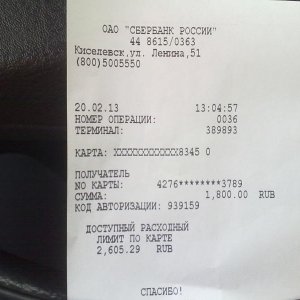 ОАО "СБЕРБАНК РОССИИ"
44 8615/0363
Киселевск.ул. Ленина,51
(800)5005550
20.02.13 13:04:57
НОМЕР ОПЕРАЦИИ: 0036
ТЕРМИНАЛ: 389893
КАРТА: XXXXXXXXXXXX8345 0
ПОЛУЧАТЕЛЬ
NO КАРТЫ: 4276********3789
СУММА: 1,800.00 RUB
КОД АВТОРИЗАЦИИ: 939159
ДОСТУПНЫЙ РАСХОДНЫЙ
ЛИМИТ ПО КАРТЕ
2,605.29 RUB
СПАСИБО!